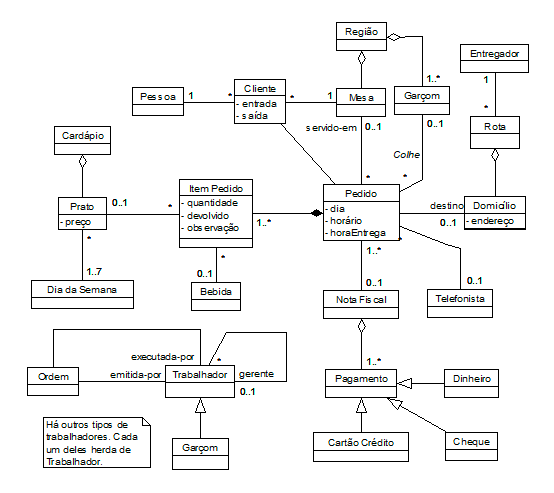 Região
Entregador
Pessoa
1
*
Cliente
- entrada
- saída
*
1
Mesa
1..*
Garçom
1
*
Rota
Cardápio
servido-em
0..1
0..1
Colhe
Prato
- preço
0..1
*
Item Pedido
- quantidade
- devolvido
- observação
1..*
*
*
Pedido
- dia
- horário
- horaEntrega
*
destino
0..1
Domicílio
- endereço
*
*
1..7
Dia da Semana
0..1
Bebida
1..*
0..1
Nota Fiscal
*
0..1
Telefonista
executada-por
*
1..*
Ordem
emitida-por
Trabalhador
gerente
0..1
Pagamento
Dinheiro
Há outros tipos de
trabalhadores. Cada
um deles herda de
Trabalhador.
Garçom
Cartão Crédito
Cheque